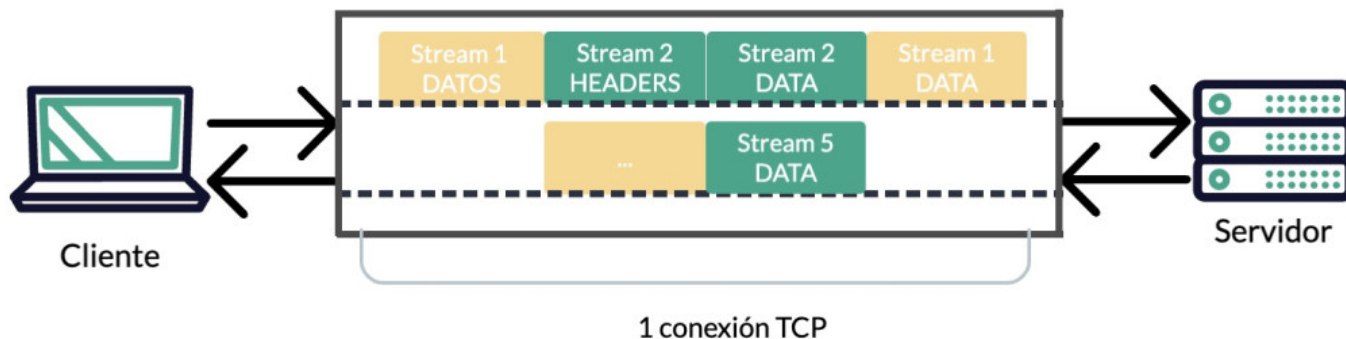 Stream 1
DATOS
Stream 2
HEADERS
Stream 2
DATA
Stream 1
DATA
...
Stream 5
DATA
Cliente
Servidor
1 conexión TCP